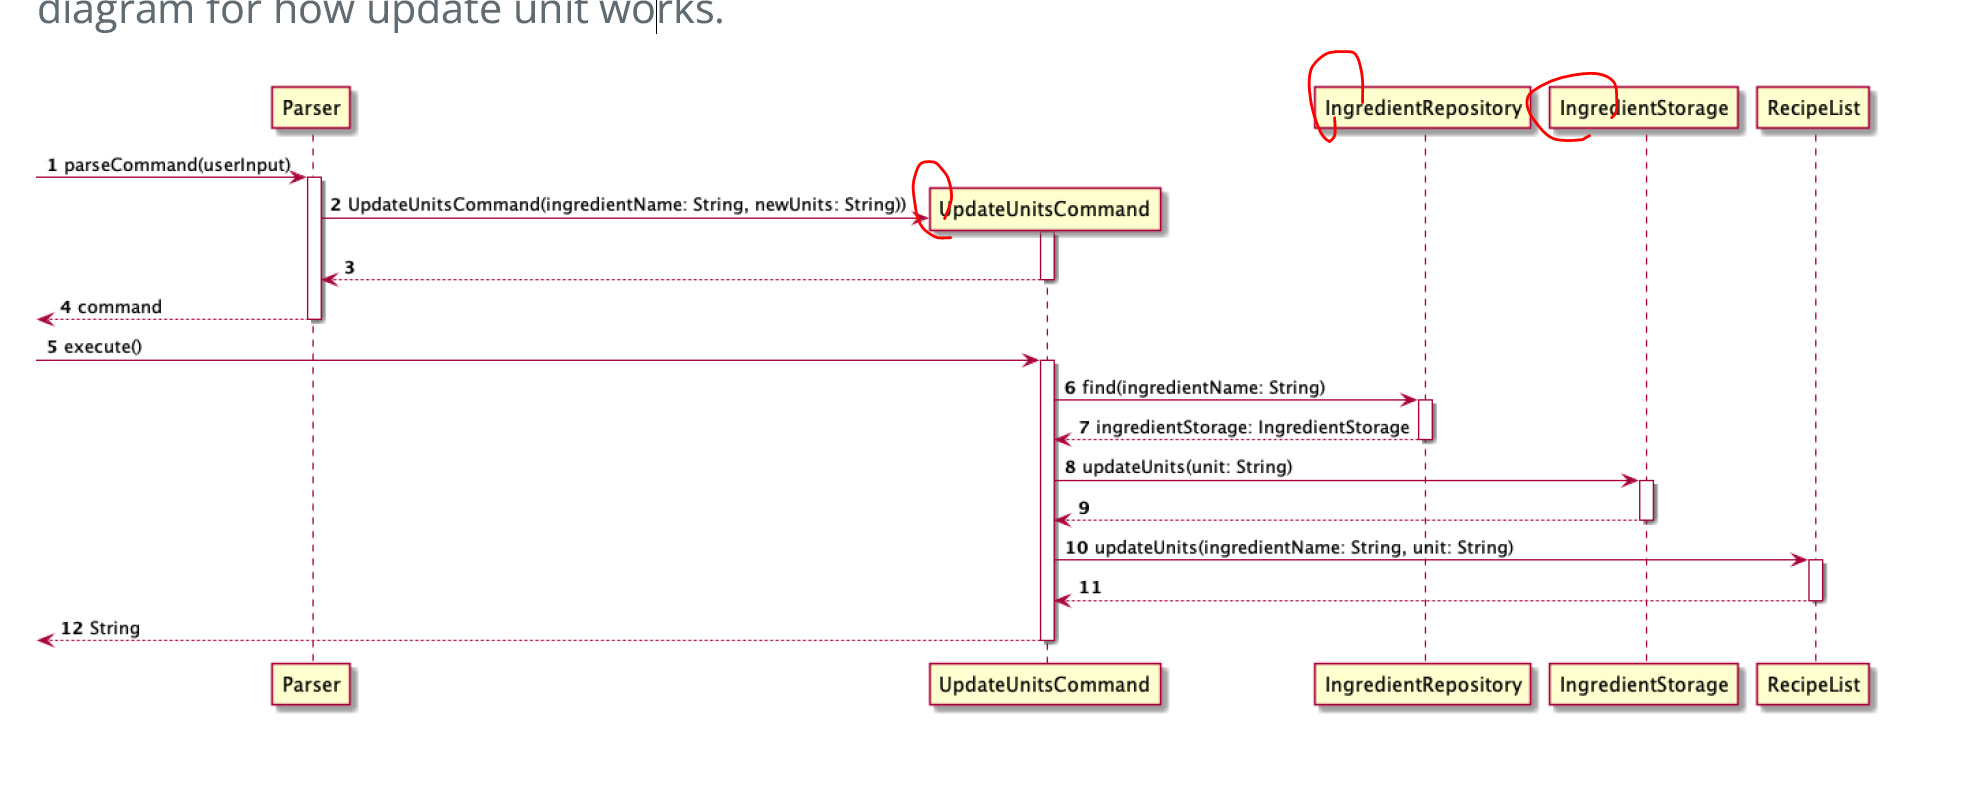 diagram for how update unit works.
Parser
IngredientRepository
IngredientStorage
RecipeList
1 parseCommand(userInput)
2 UpdateUnitsCommand(ingredientName: String, newUnits: String))
UpdateUnitsCommand
3
4 command
5 execute()
6 find(ingredientName: String)
7 ingredientStorage: IngredientStorage
8 updateUnits(unit: String)
9
10 updateUnits(ingredientName: String, unit: String)
11
12 String
Parser
UpdateUnitsCommand
IngredientRepository
IngredientStorage
RecipeList